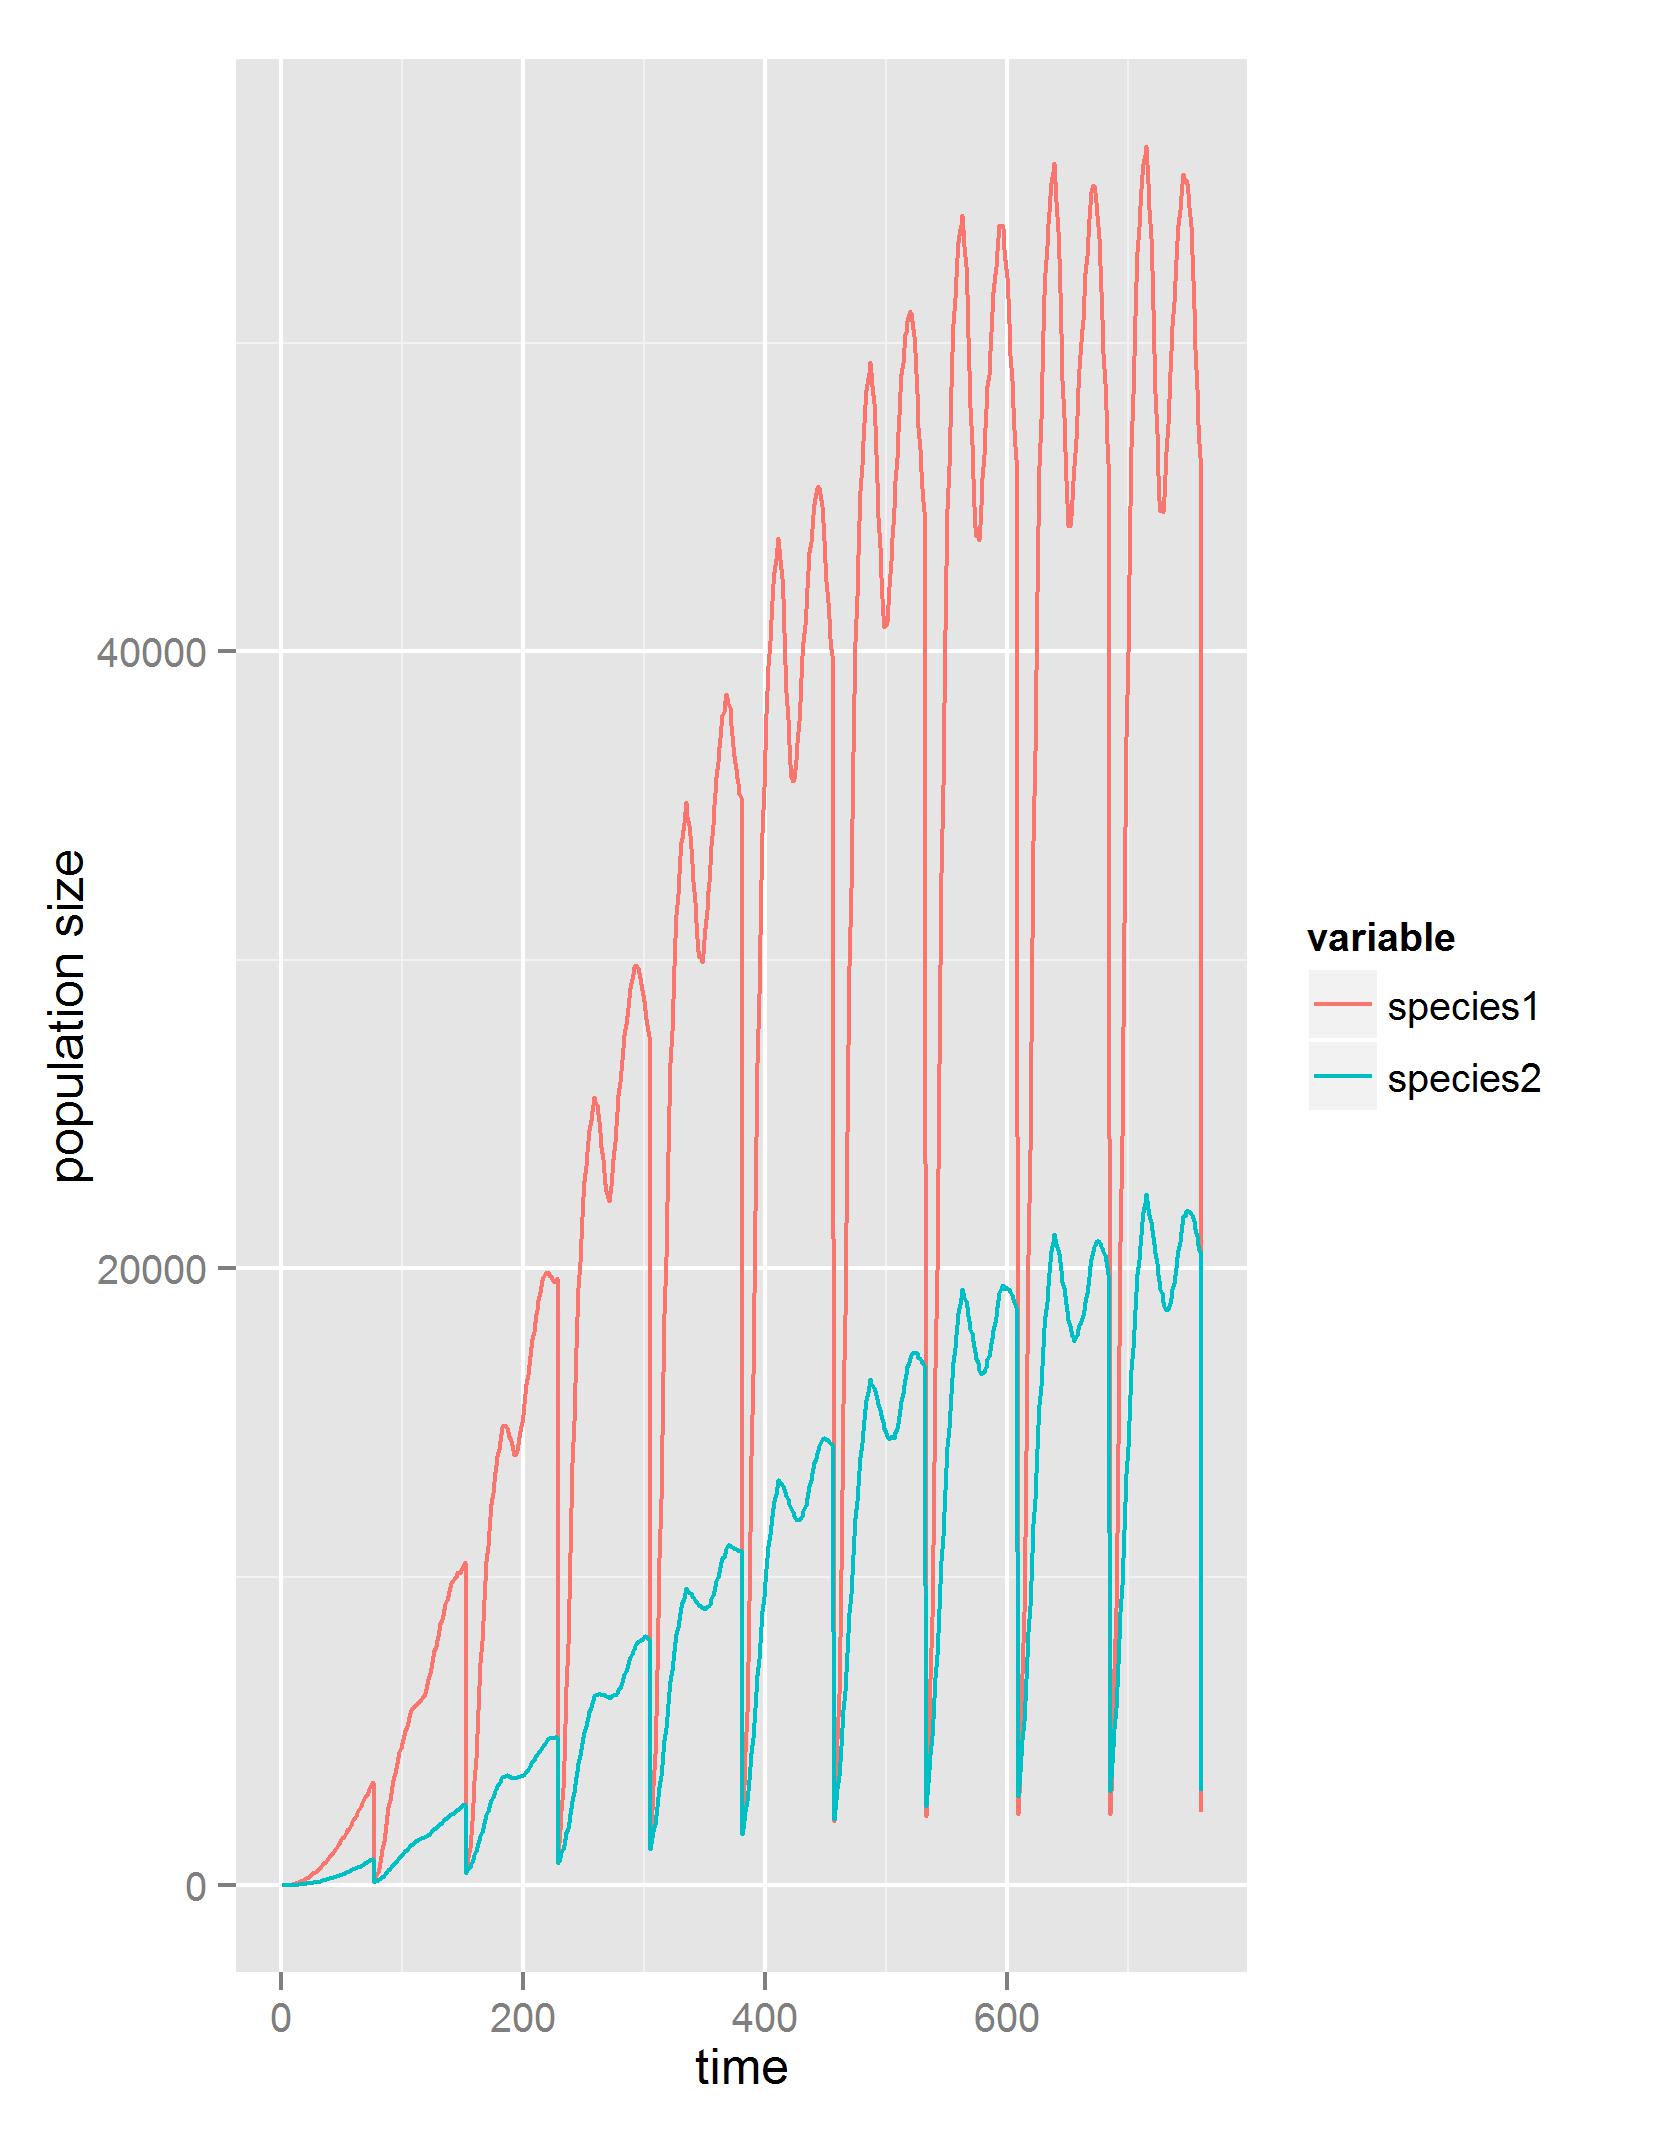 population size
40000
20000
0
0 200 400 600
time
variable
species1
species2